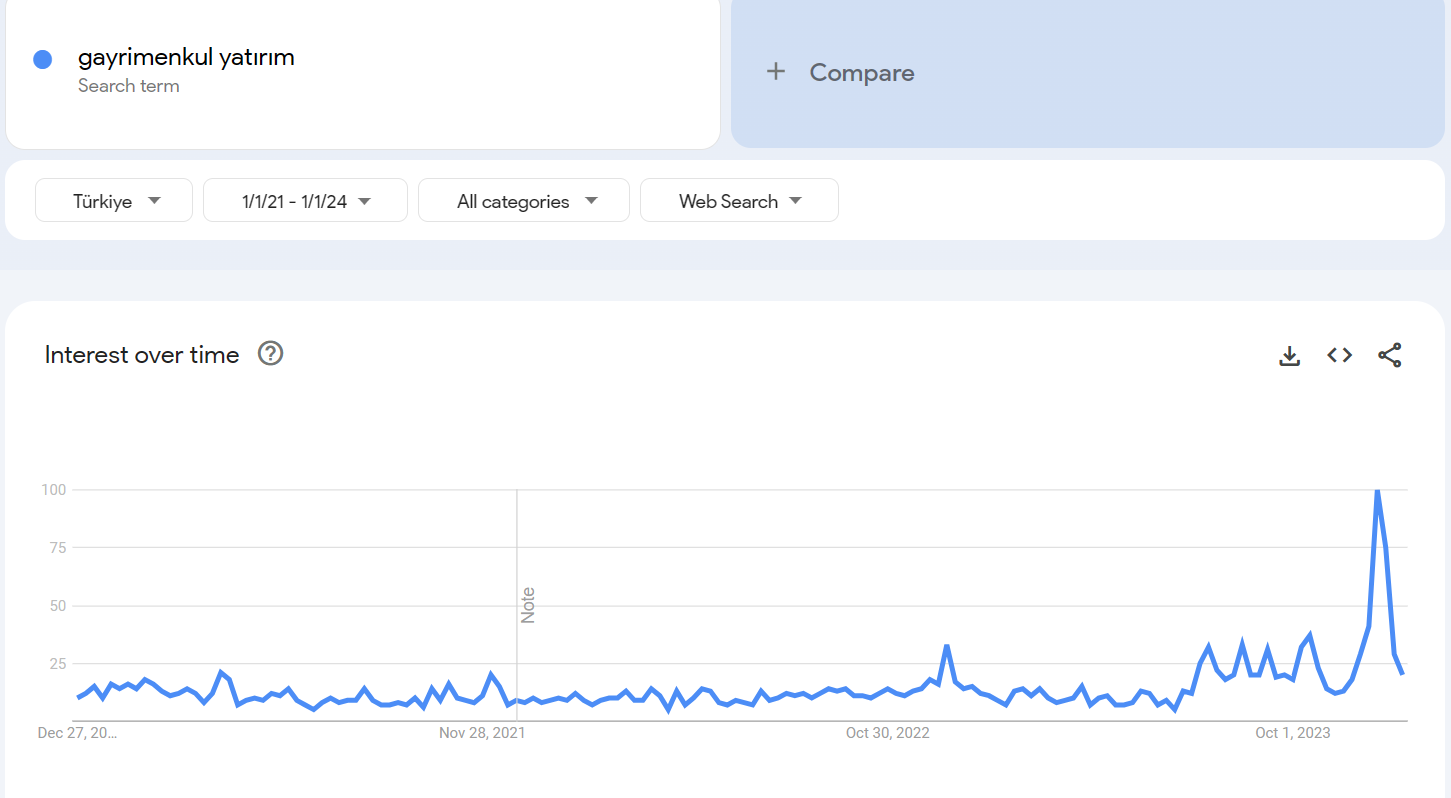 gayrimenkul yatırım
Search term
+ Compare
Türkiye
1/1/21 - 1/1/24
All categories
Web Search
Interest over time
100
75
50
25
Note
Dec 27, 20...
Nov 28, 2021
Oct 30, 2022
Oct 1, 2023